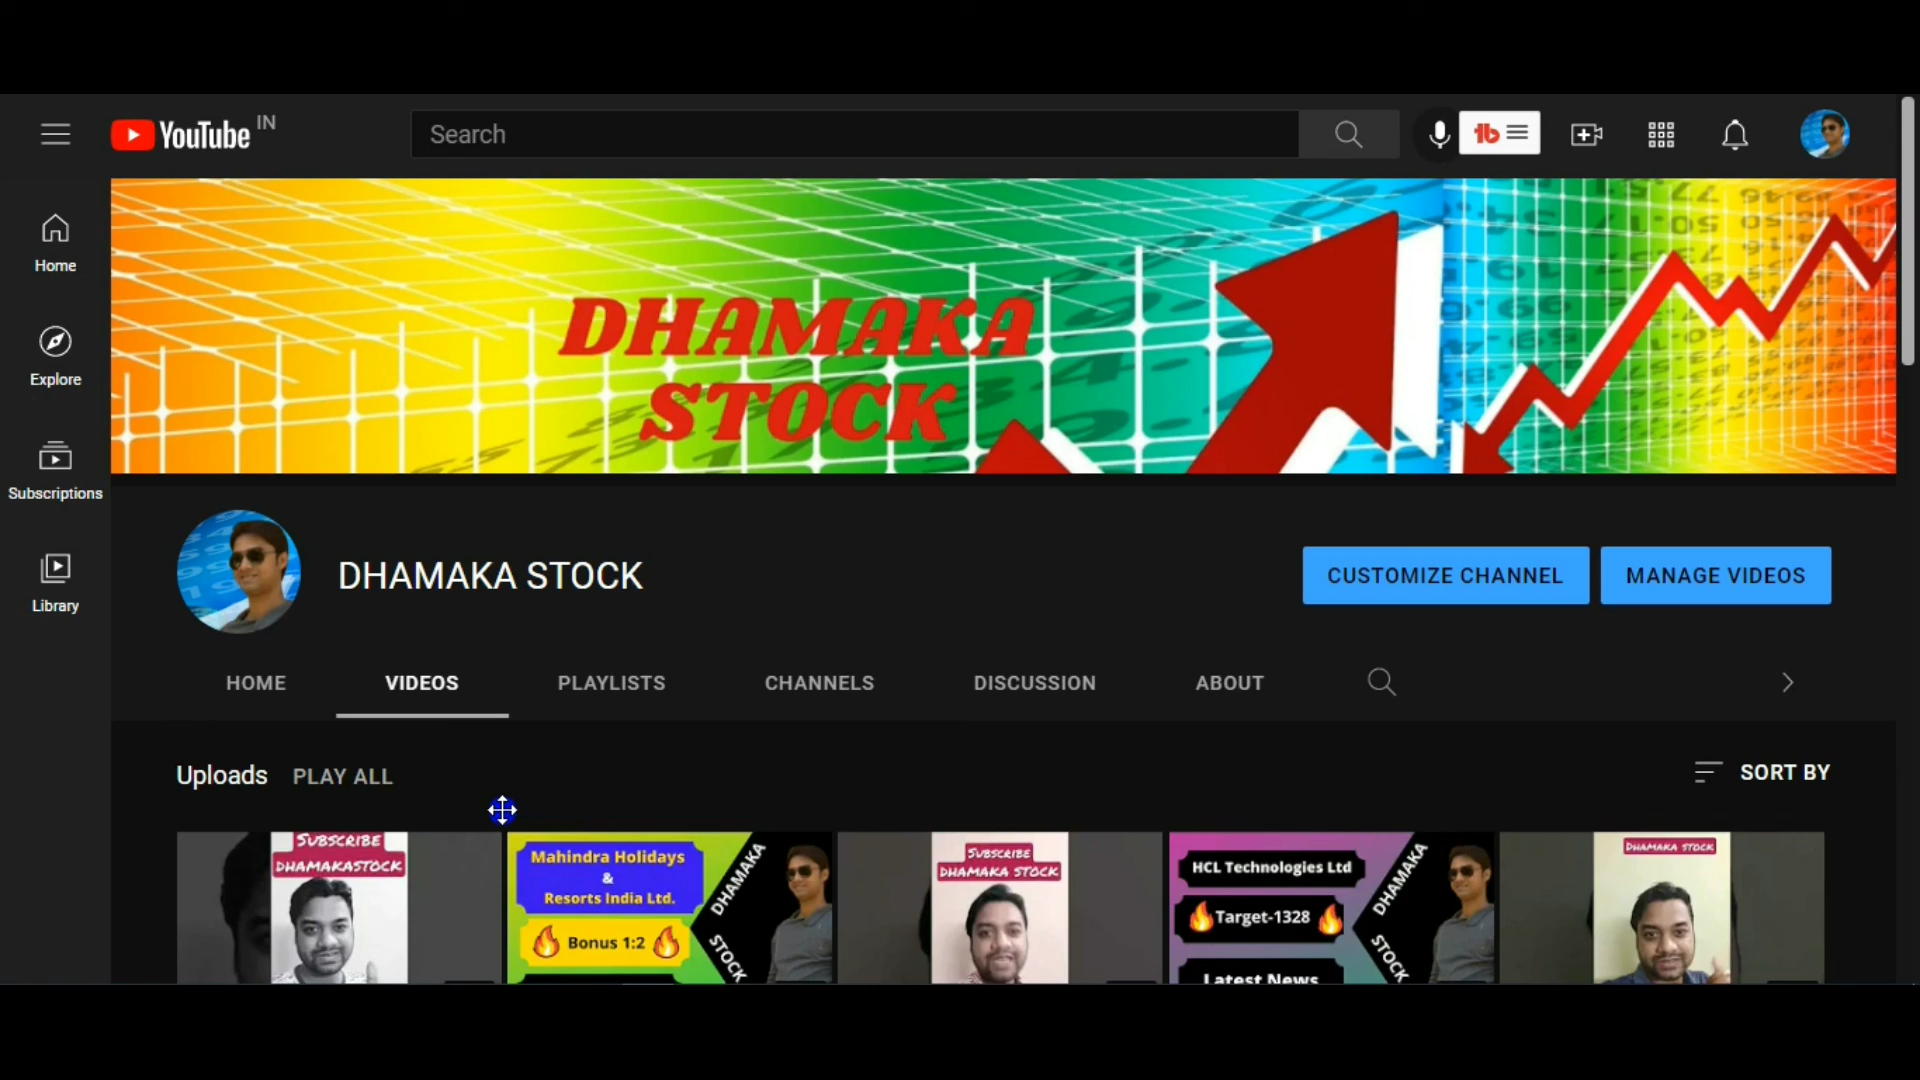 YouTube IN
Search
Home
Explore
Subscriptions
Library
DHAMAKA
STOCK
DHAMAKA STOCK
CUSTOMIZE CHANNEL
MANAGE VIDEOS
HOME
VIDEOS
PLAYLISTS
CHANNELS
DISCUSSION
ABOUT
Uploads
PLAY ALL
SORT BY
SUBSCRIBE
DHAMAKASTOCK
Mahindra Holidays
&
Resorts India Ltd.
Bonus 1:2
DHAMAKA
STOCK
SUBSCRIBE
DHAMAKA STOCK
HCL Technologies Ltd
Target-1328
Latest News
DHAMAKA
STOCK
DHAMAKA STOCK